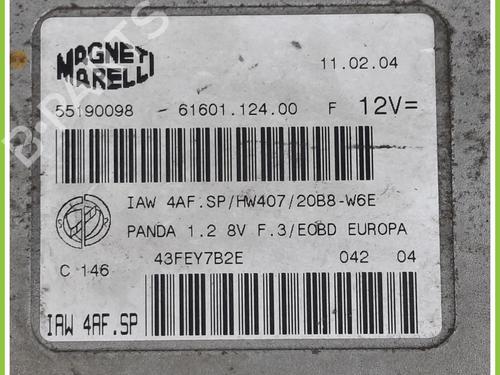 MAGNETI
MARELLI
11.02.04
55190098 61601.124.00 F 12V=
IAW 4AF.SP/HW407/20B8-W6E
PANDA 1.2 8V F.3/EOBD EUROPA
C 146 43FEY7B2E 042 04
IAW 4AF.SP
B-PARTS